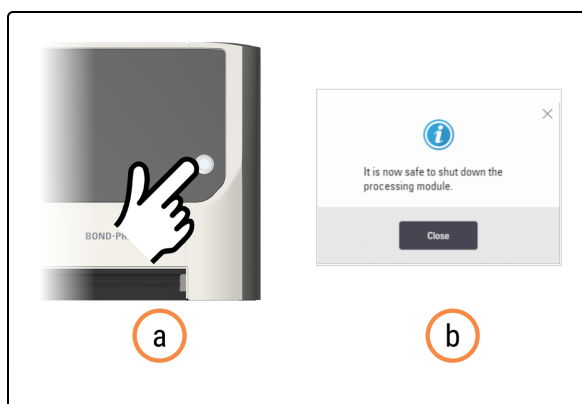 BOND-PR
It is now safe to shut down the
processing module.
Close
a
b